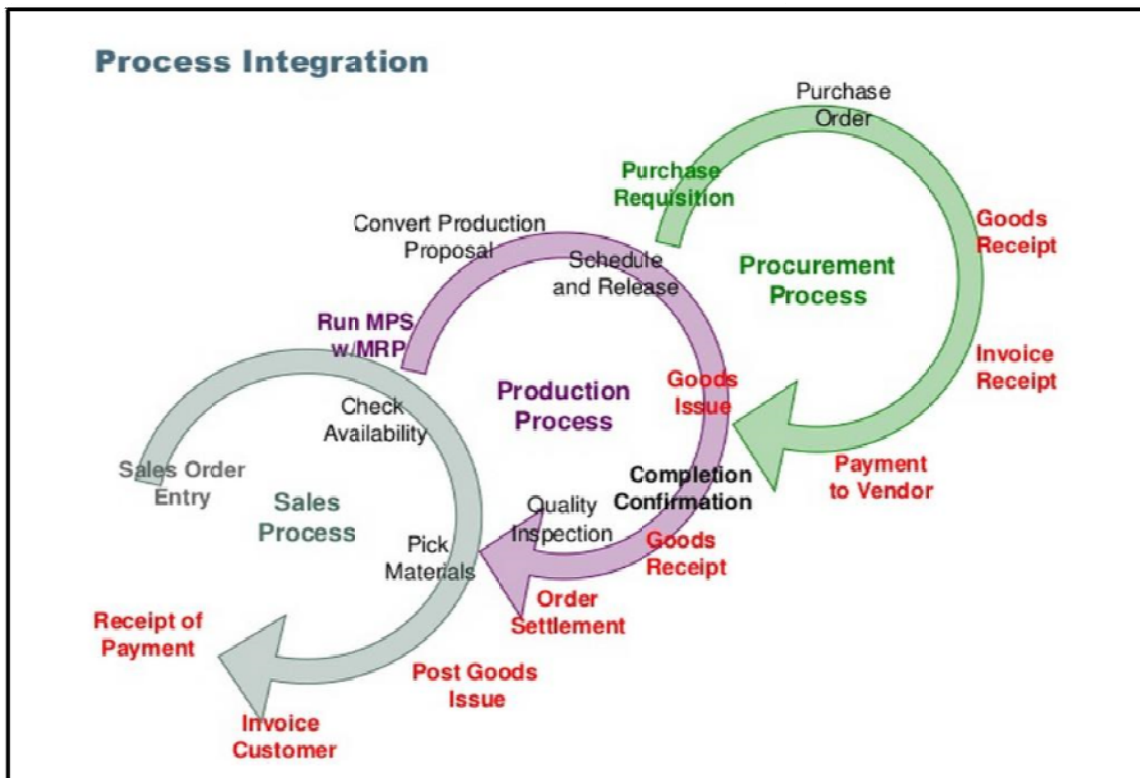 Process Integration
Purchase
Order
Purchase
Requisition
Goods
Receipt
Procurement
Process
Invoice
Receipt
Payment
to Vendor
Convert Production
Proposal
Schedule
and Release
Run MPS
w/MRP
Production
Process
Goods
Issue
Completion
Confirmation
Quality
Inspection
Goods
Receipt
Order
Settlement
Check
Availability
Sales Order
Entry
Sales
Process
Pick
Materials
Post Goods
Issue
Receipt of
Payment
Invoice
Customer